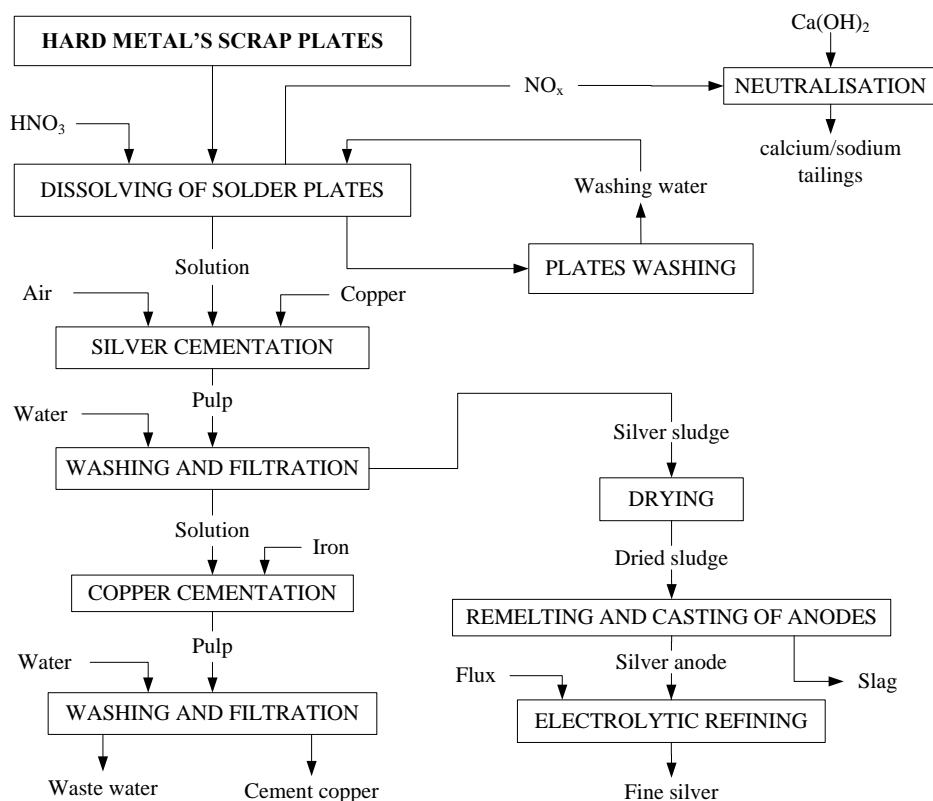 HARD METAL'S SCRAP PLATES
Ca(OH)₂
NOₓ
NEUTRALISATION
HNO₃
calcium/sodium
tailings
DISSOLVING OF SOLDER PLATES
Washing water
Solution
PLATES WASHING
Air
Copper
SILVER CEMENTATION
Pulp
Water
Silver sludge
WASHING AND FILTRATION
DRYING
Solution
Iron
Dried sludge
COPPER CEMENTATION
REMELTING AND CASTING OF ANODES
Pulp
Water
Silver anode
Flux
Slag
WASHING AND FILTRATION
ELECTROLYTIC REFINING
Waste water
Cement copper
Fine silver